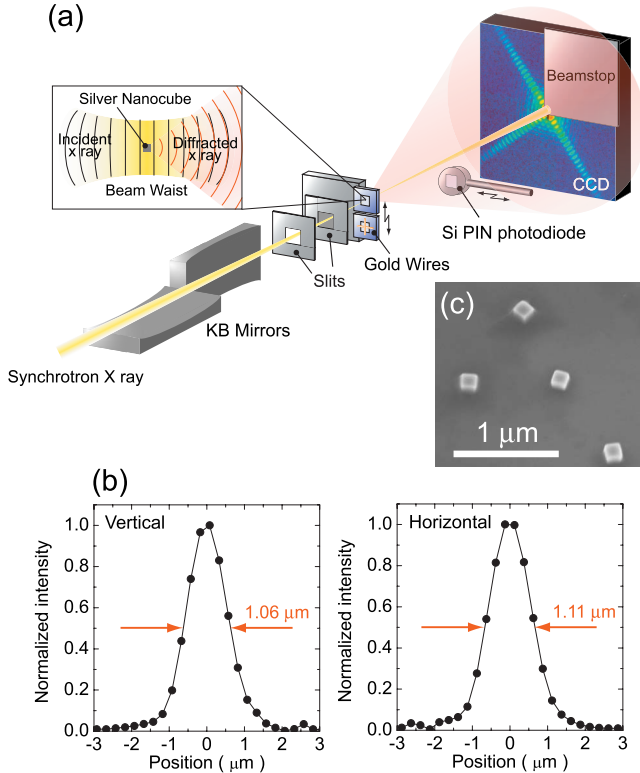 (a)
Silver Nanocube
Incident
x ray
Diffracted
x ray
Beam Waist
Beamstop
CCD
Si PIN photodiode
Gold Wires
Slits
KB Mirrors
Synchrotron X ray
(c)
1 μm
(b)
Vertical
1.06 μm
Normalized intensity
1.0
0.8
0.6
0.4
0.2
0.0
-3 -2 -1 0 1 2 3
Position ( μm)
Horizontal
1.11 μm
Normalized intensity
1.0
0.8
0.6
0.4
0.2
0.0
-3 -2 -1 0 1 2 3
Position ( μm)